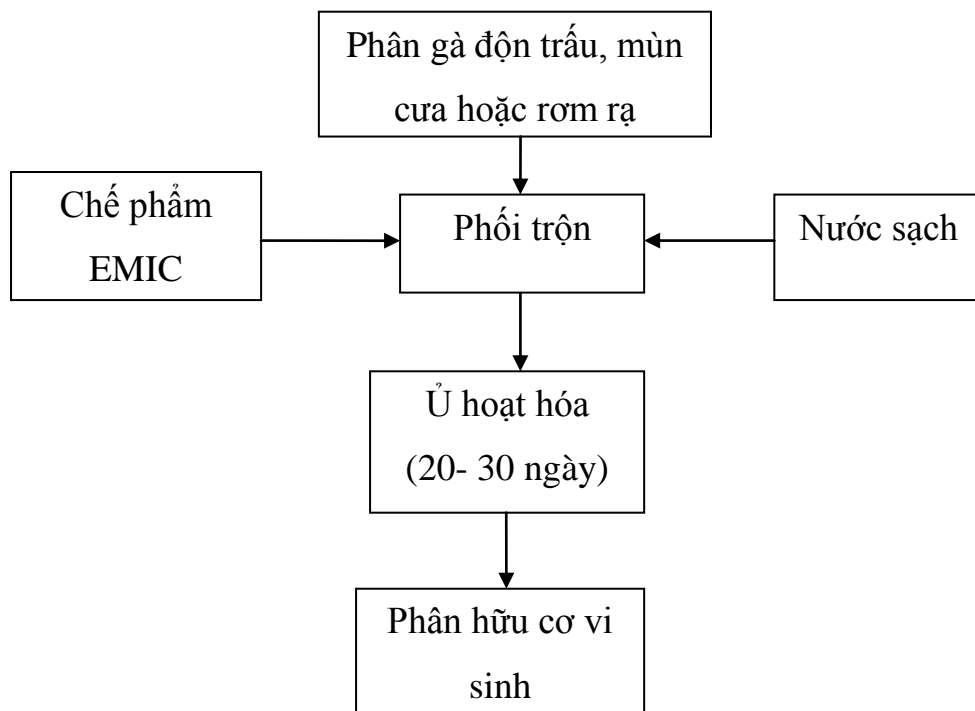 Phân gà độn trấu, mùn
cưa hoặc rơm rạ
Chế phẩm
EMIC
Phối trộn
Nước sạch
Ủ hoạt hóa
(20- 30 ngày)
Phân hữu cơ vi
sinh